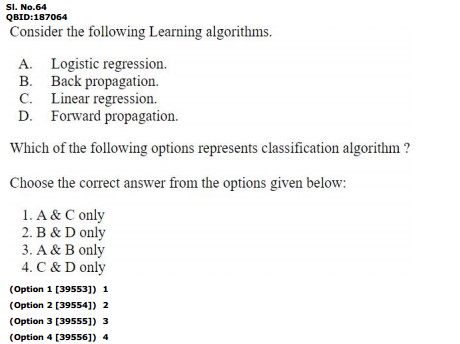 SI. No.64
QBID:187064
Consider the following Learning algorithms.
A. Logistic regression.
B. Back propagation.
C. Linear regression.
D. Forward propagation.
Which of the following options represents classification algorithm ?
Choose the correct answer from the options given below:
1. A & C only
2. B & D only
3. A & B only
4. C & D only
(Option 1 [39553]) 1
(Option 2 [39554]) 2
(Option 3 [39555]) 3
(Option 4 [39556]) 4